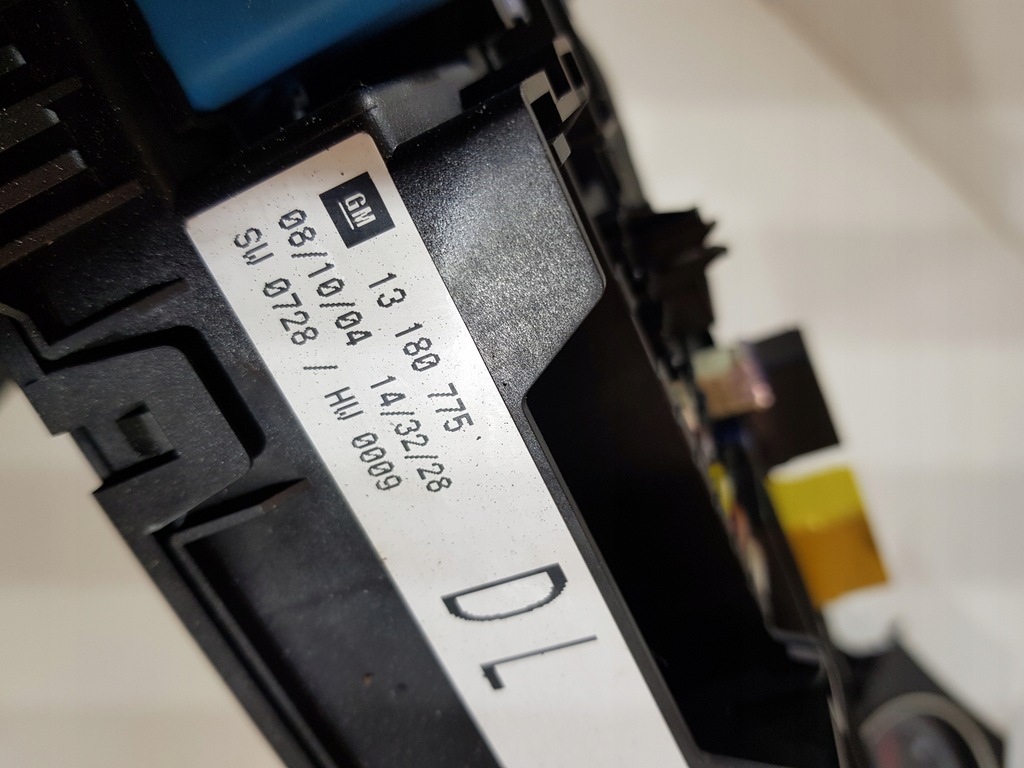 GM
13 180 775
08/10/04 14/32/28
SW 0728 / HW 0009
DL